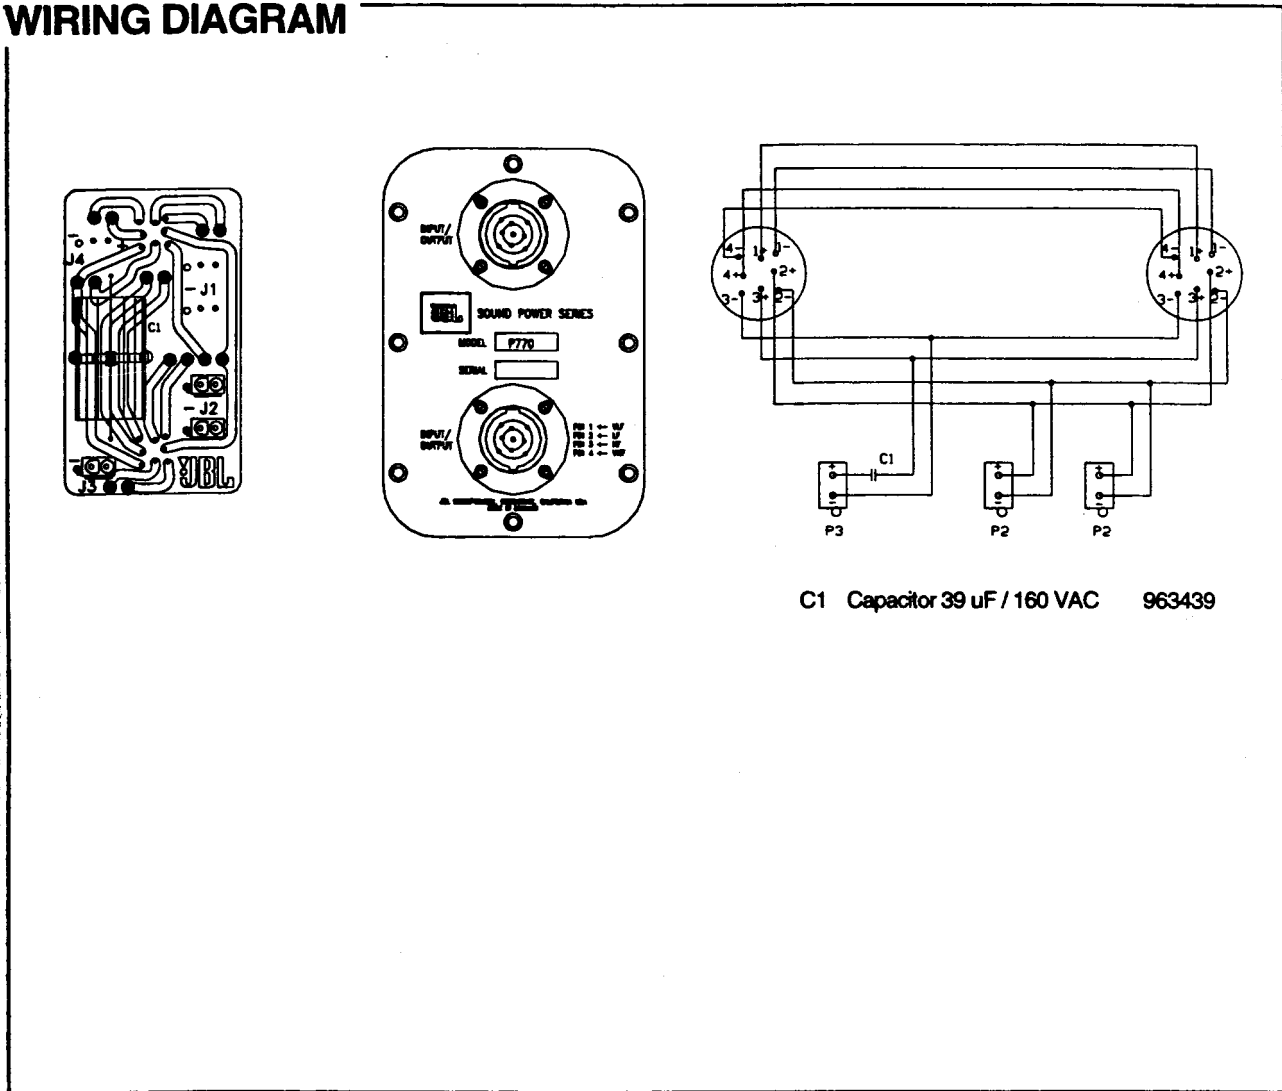 WIRING DIAGRAM
J4
- J1
C1
- J2
J3
JBL
INPUT/
OUTPUT
SOUND POWER SERIES
MODEL P770
SERIAL
INPUT/
OUTPUT
4- 1+ 1-
4+ 2+
3- 3+ 2-
4- 1+ 1-
4+ 2+
3- 3+ 2-
C1
+ + +
- - -
P3 P2 P2
C1 Capacitor 39 uF / 160 VAC 963439